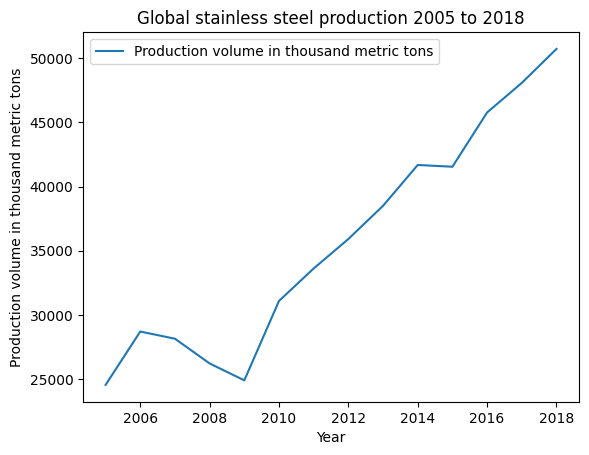 Global stainless steel production 2005 to 2018
Production volume in thousand metric tons
Production volume in thousand metric tons
50000
45000
40000
35000
30000
25000
2006 2008 2010 2012 2014 2016 2018
Year